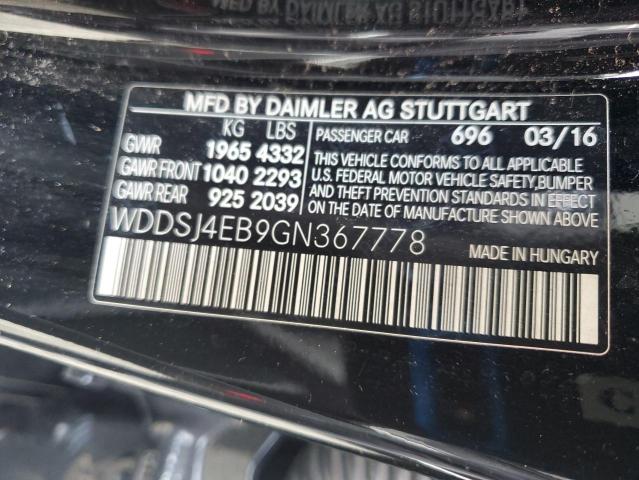 MFD BY DAIMLER AG STUTTGART
KG LBS
GVWR 1965 4332
GAWR FRONT 1040 2293
GAWR REAR 925 2039
PASSENGER CAR 696 03/16
THIS VEHICLE CONFORMS TO ALL APPLICABLE
U.S. FEDERAL MOTOR VEHICLE SAFETY, BUMPER
AND THEFT PREVENTION STANDARDS IN EFFECT
ON THE DATE OF MANUFACTURE SHOWN ABOVE.
WDDSJ4EB9GN367778
MADE IN HUNGARY